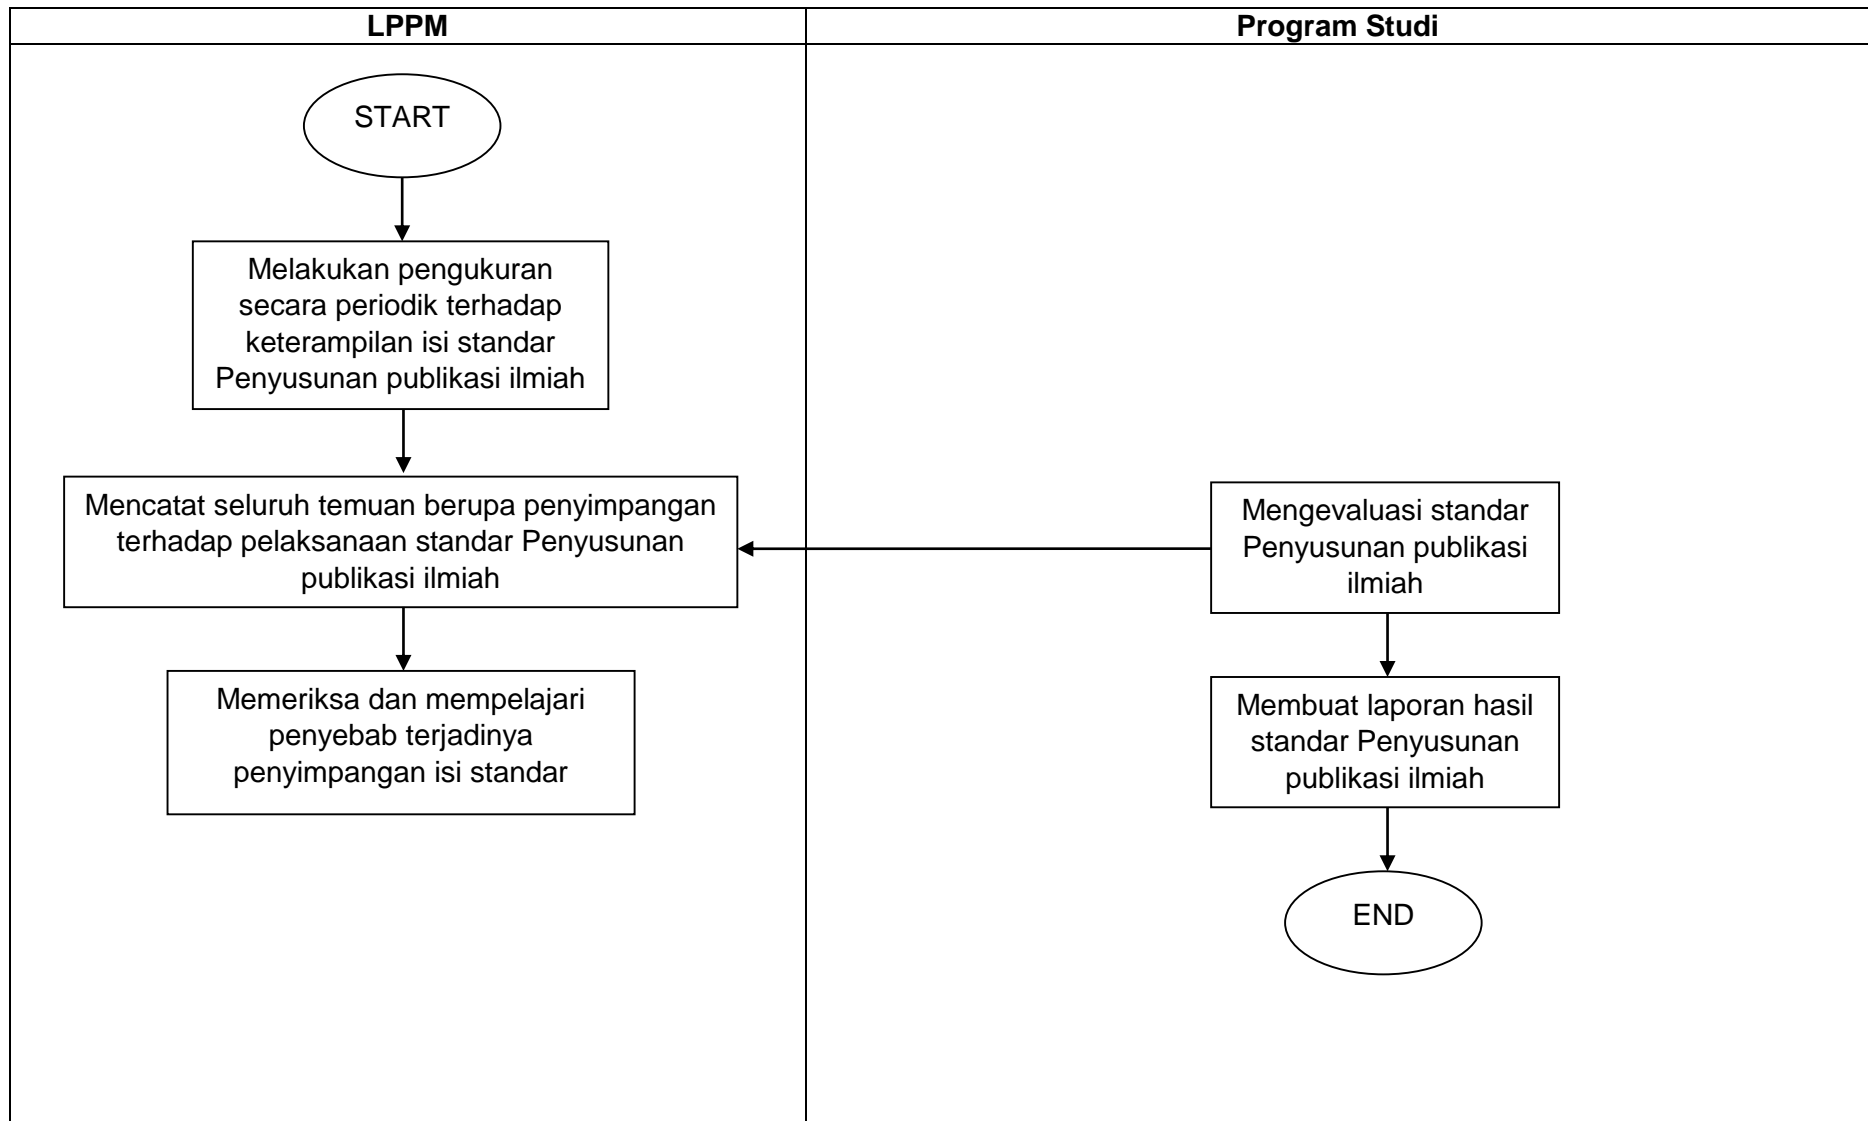 LPPM
Program Studi
START
Melakukan pengukuran
secara periodik terhadap
keterampilan isi standar
Penyusunan publikasi ilmiah
Mencatat seluruh temuan berupa penyimpangan
terhadap pelaksanaan standar Penyusunan
publikasi ilmiah
Memeriksa dan mempelajari
penyebab terjadinya
penyimpangan isi standar
Mengevaluasi standar
Penyusunan publikasi
ilmiah
Membuat laporan hasil
standar Penyusunan
publikasi ilmiah
END